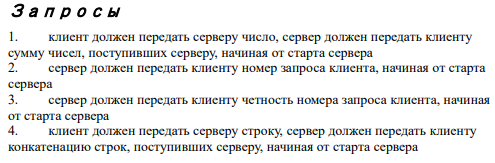 Запросы
1. клиент должен передать серверу число, сервер должен передать клиенту
сумму чисел, поступивших серверу, начиная от старта сервера
2. сервер должен передать клиенту номер запроса клиента, начиная от старта
сервера
3. сервер должен передать клиенту четность номера запроса клиента, начиная
от старта сервера
4. клиент должен передать серверу строку, сервер должен передать клиенту
конкатенацию строк, поступивших серверу, начиная от старта сервера